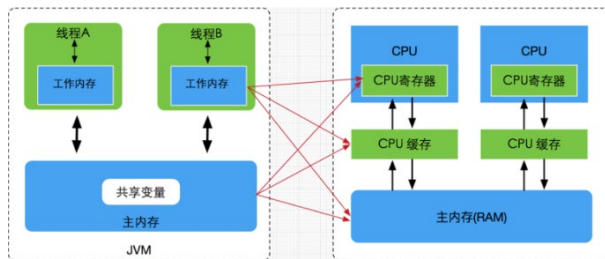 线程A
线程B
工作内存
工作内存
共享变量
主内存
JVM
CPU
CPU
CPU寄存器
CPU寄存器
CPU 缓存
CPU 缓存
主内存(RAM)